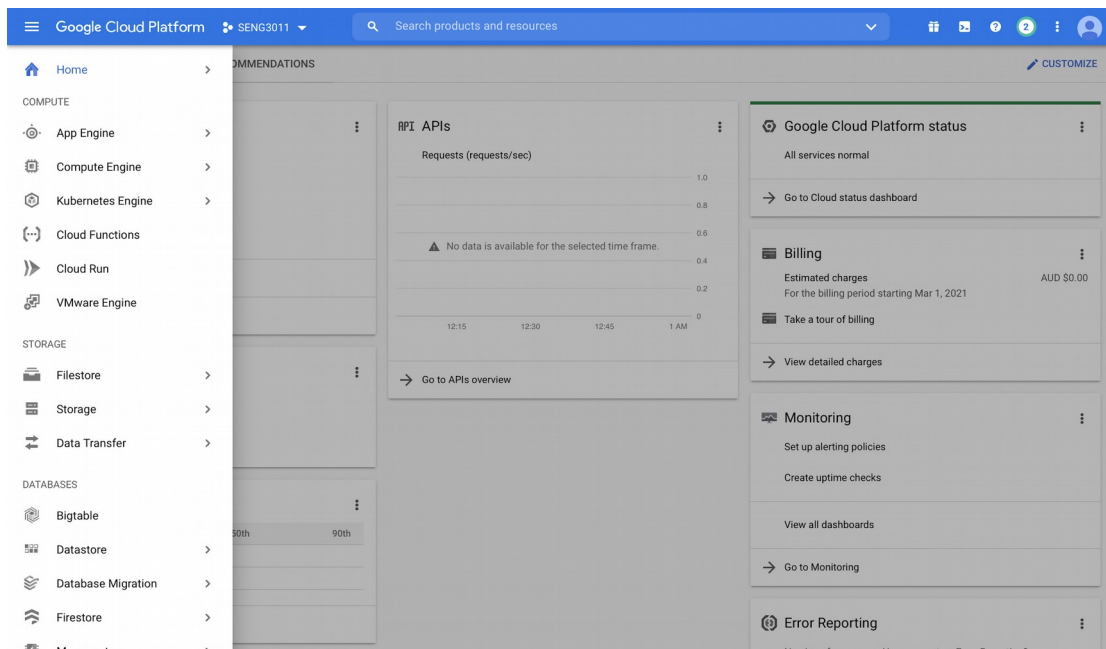 Google Cloud Platform SENG3011 Search products and resources 2
Home
OMMENDATIONS
CUSTOMIZE
COMPUTE
App Engine
Compute Engine
Kubernetes Engine
Cloud Functions
Cloud Run
VMware Engine
STORAGE
Filestore
Storage
Data Transfer
DATABASES
Bigtable
Datastore
Database Migration
Firestore
50th 90th
API APIs
Requests (requests/sec)
1.0
0.8
0.6
No data is available for the selected time frame.
0.4
0.2
0
12:15 12:30 12:45 1 AM
Go to APIs overview
Google Cloud Platform status
All services normal
Go to Cloud status dashboard
Billing
Estimated charges AUD $0.00
For the billing period starting Mar 1, 2021
Take a tour of billing
View detailed charges
Monitoring
Set up alerting policies
Create uptime checks
View all dashboards
Go to Monitoring
Error Reporting